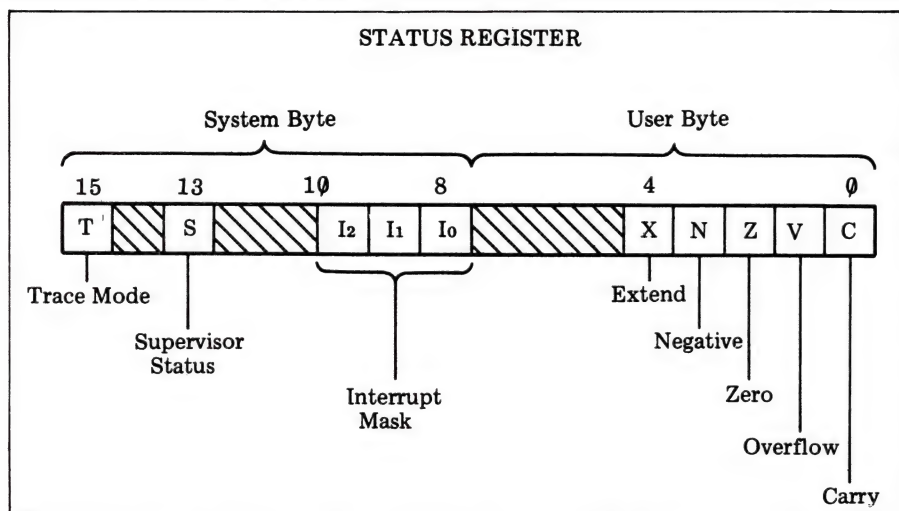 STATUS REGISTER
System Byte User Byte
15 13 10 8 4 0
T S I2 I1 I0 X N Z V C
Trace Mode
Supervisor
Status
Interrupt
Mask
Extend
Negative
Zero
Overflow
Carry